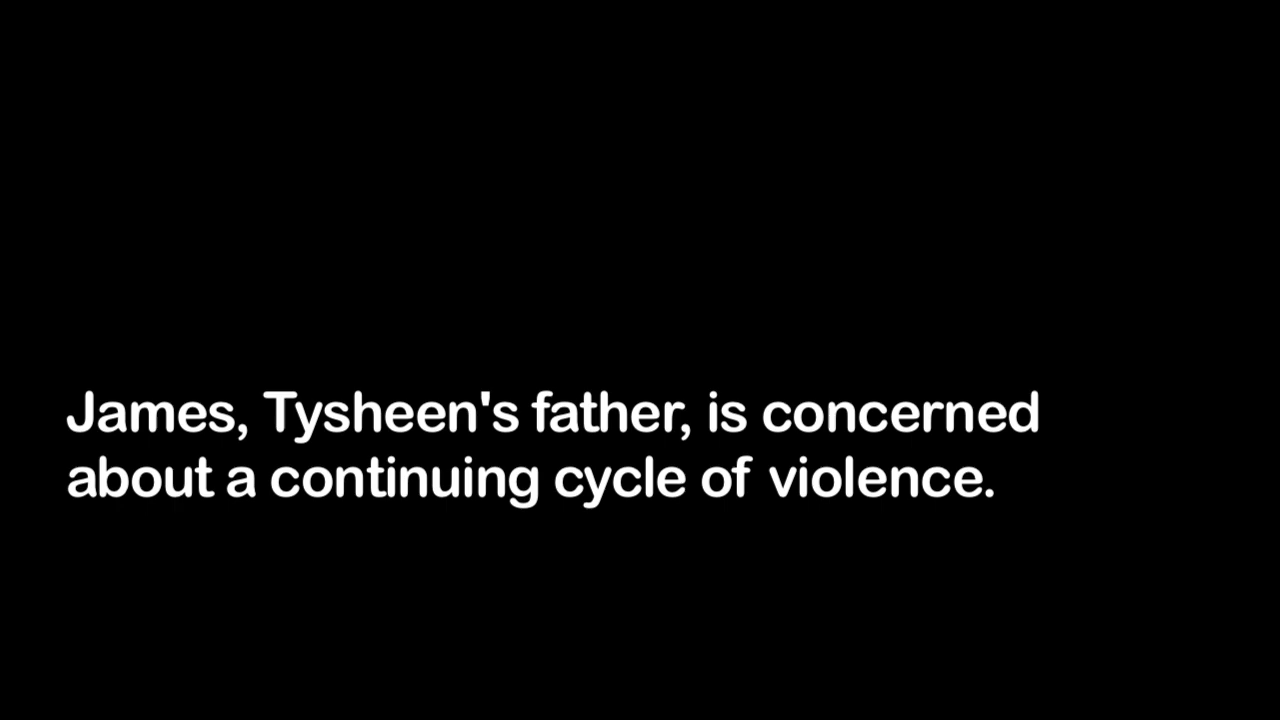 James, Tysheen's father, is concerned
about a continuing cycle of violence.